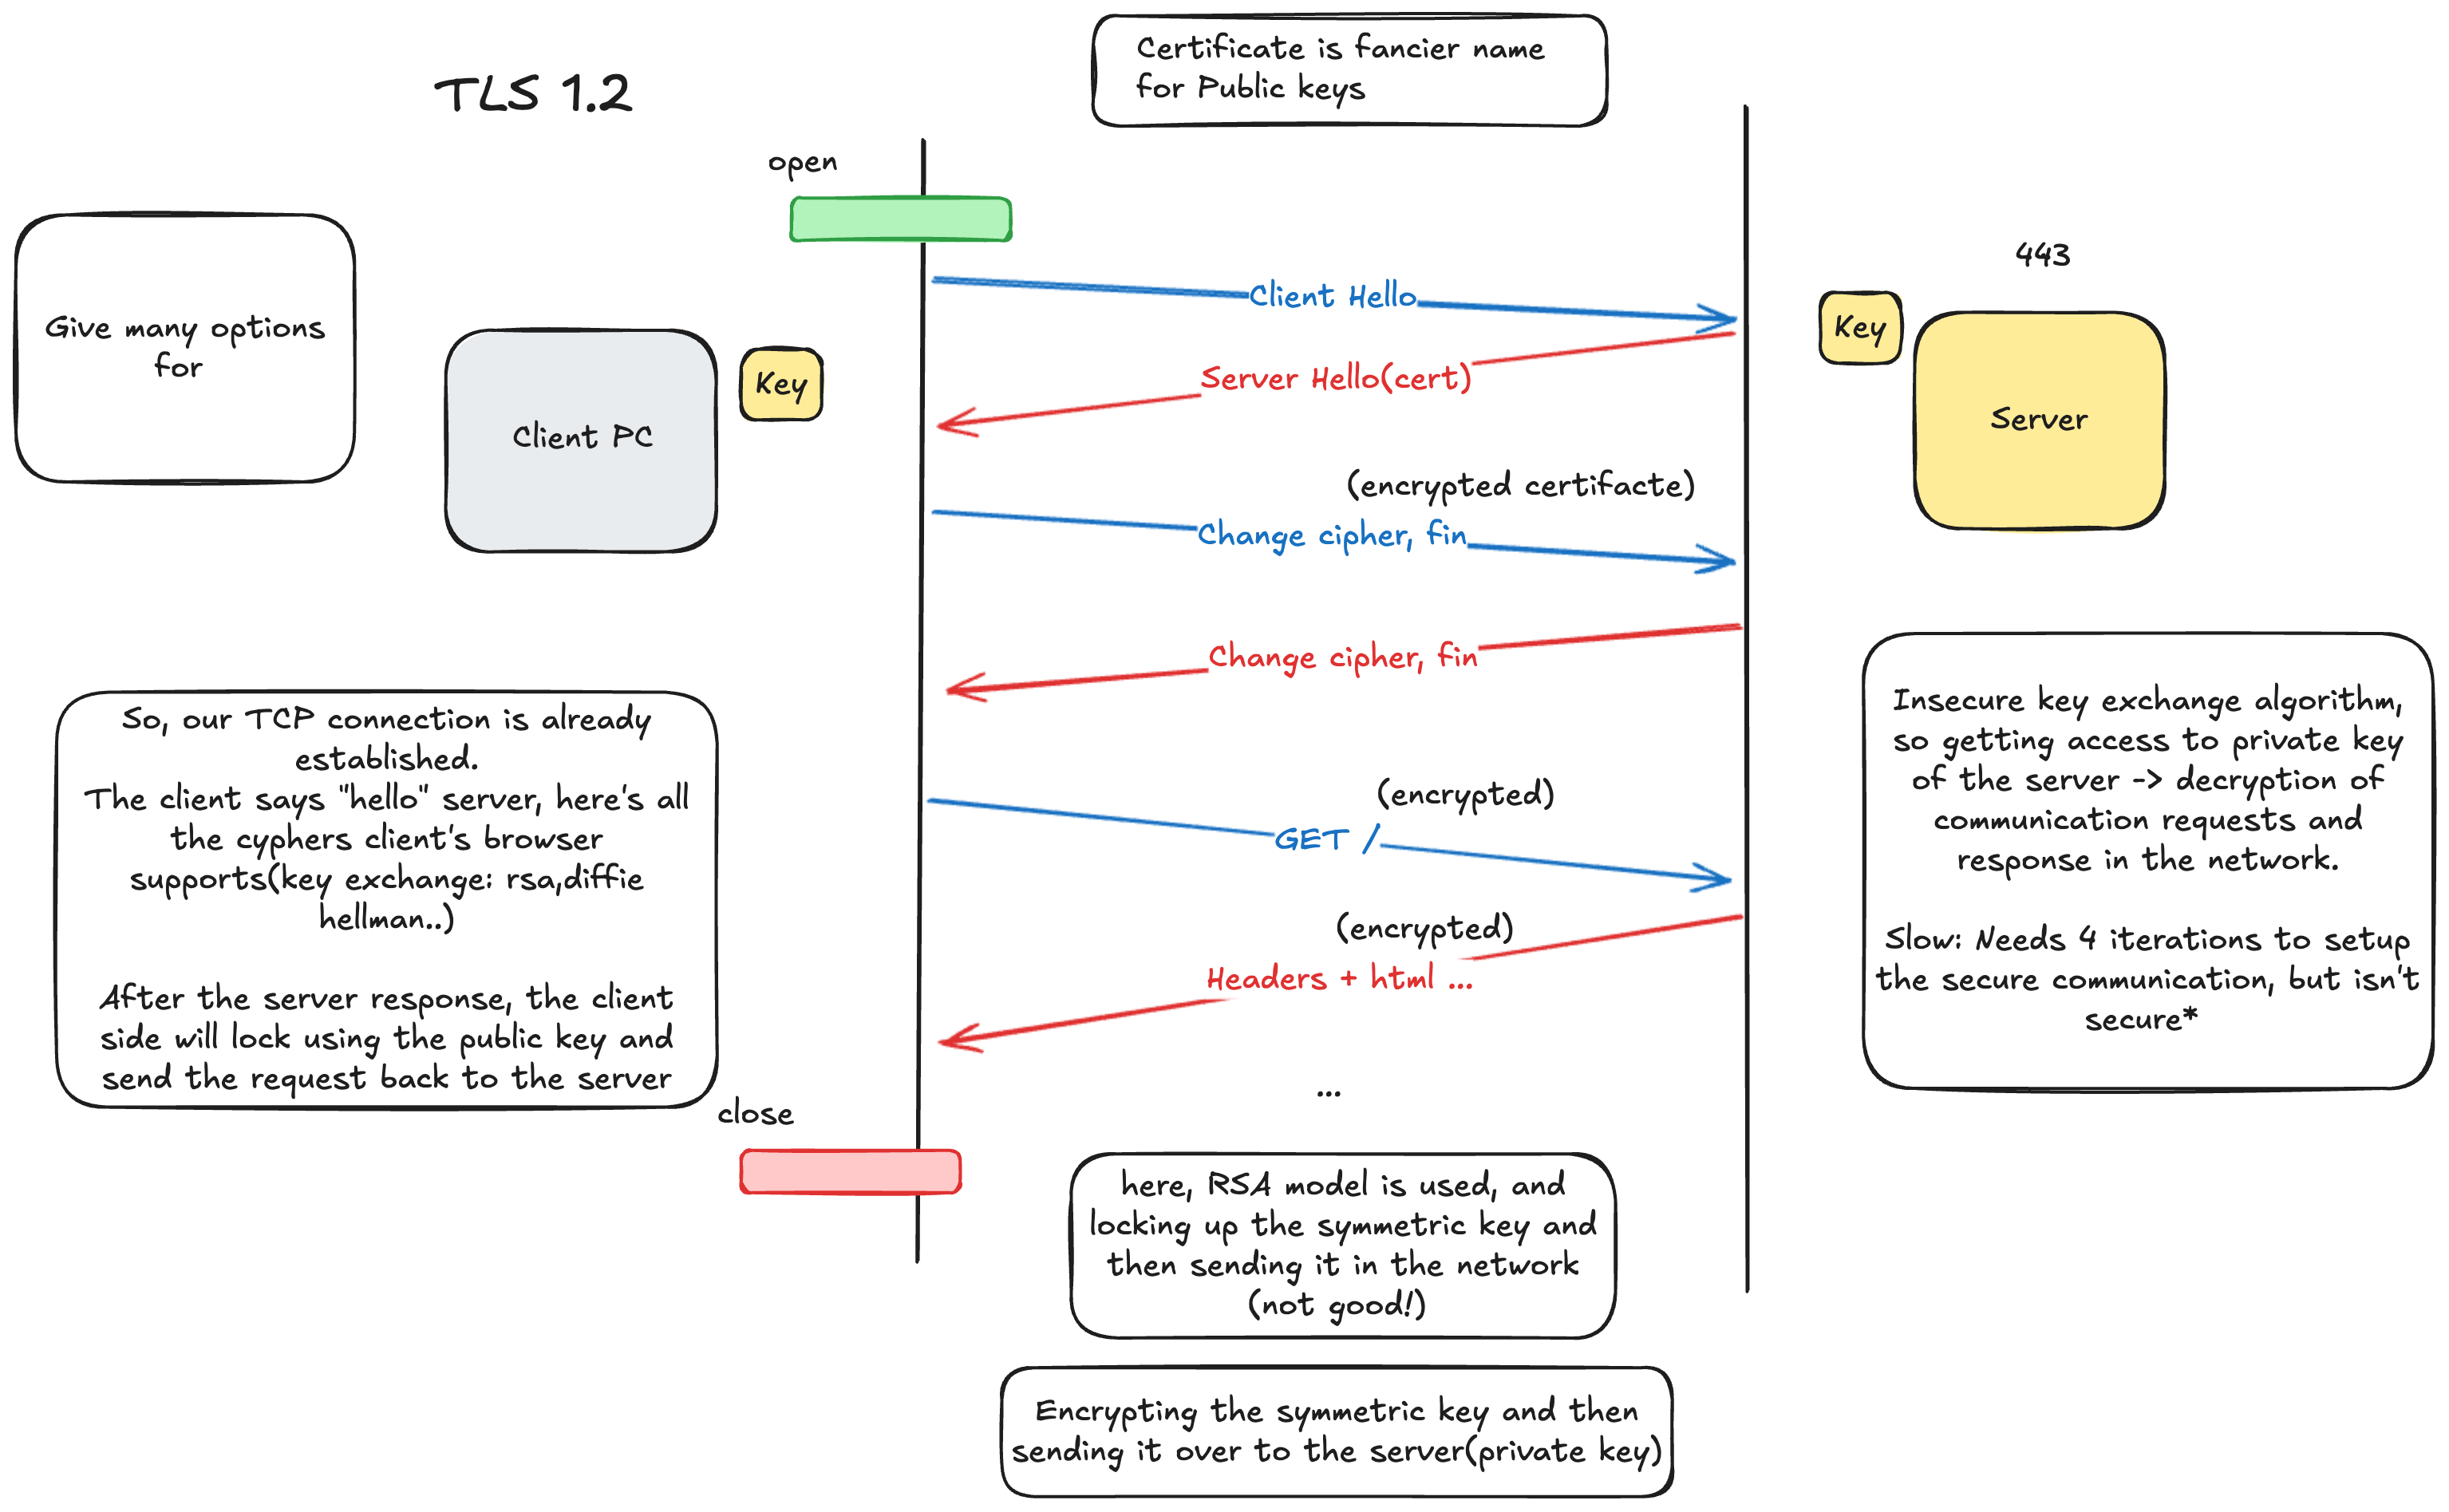 Certificate is fancier name
for Public keys
TLS 1.2
open
443
Give many options
for
Client PC
Key
Client Hello
Key
Server
Server Hello(cert)
(encrypted certifacte)
Change cipher, fin
Change cipher, fin
So, our TCP connection is already
established.
The client says "hello" server, here's all
the cyphers client's browser
supports(key exchange: rsa,diffie
hellman..)
After the server response, the client
side will lock using the public key and
send the request back to the server
(encrypted)
GET /
(encrypted)
Headers + html ...
...
Insecure key exchange algorithm,
so getting access to private key
of the server -> decryption of
communication requests and
response in the network.
Slow: Needs 4 iterations to setup
the secure communication, but isn't
secure*
close
here, RSA model is used, and
locking up the symmetric key and
then sending it in the network
(not good!)
Encrypting the symmetric key and then
sending it over to the server(private key)